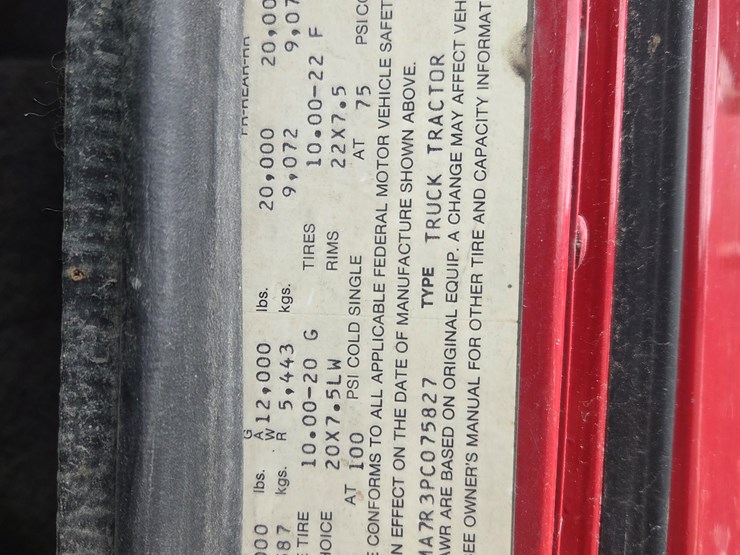 FR-REAR-RR
000 lbs. GAWR 12,000 lbs. 20,000 20,00
87 kgs. 5,443 kgs. 9,072 9,07
TIRE 10.00-20 G TIRES 10.00-22 F
OICE 20X7.5LW RIMS 22X7.5
AT 100 PSI COLD SINGLE AT 75 PSI CO
E CONFORMS TO ALL APPLICABLE FEDERAL MOTOR VEHICLE SAFET
N EFFECT ON THE DATE OF MANUFACTURE SHOWN ABOVE.
MA7R3PC075827 TYPE TRUCK TRACTOR
AWR ARE BASED ON ORIGINAL EQUIP. A CHANGE MAY AFFECT VEH
EE OWNER'S MANUAL FOR OTHER TIRE AND CAPACITY INFORMAT